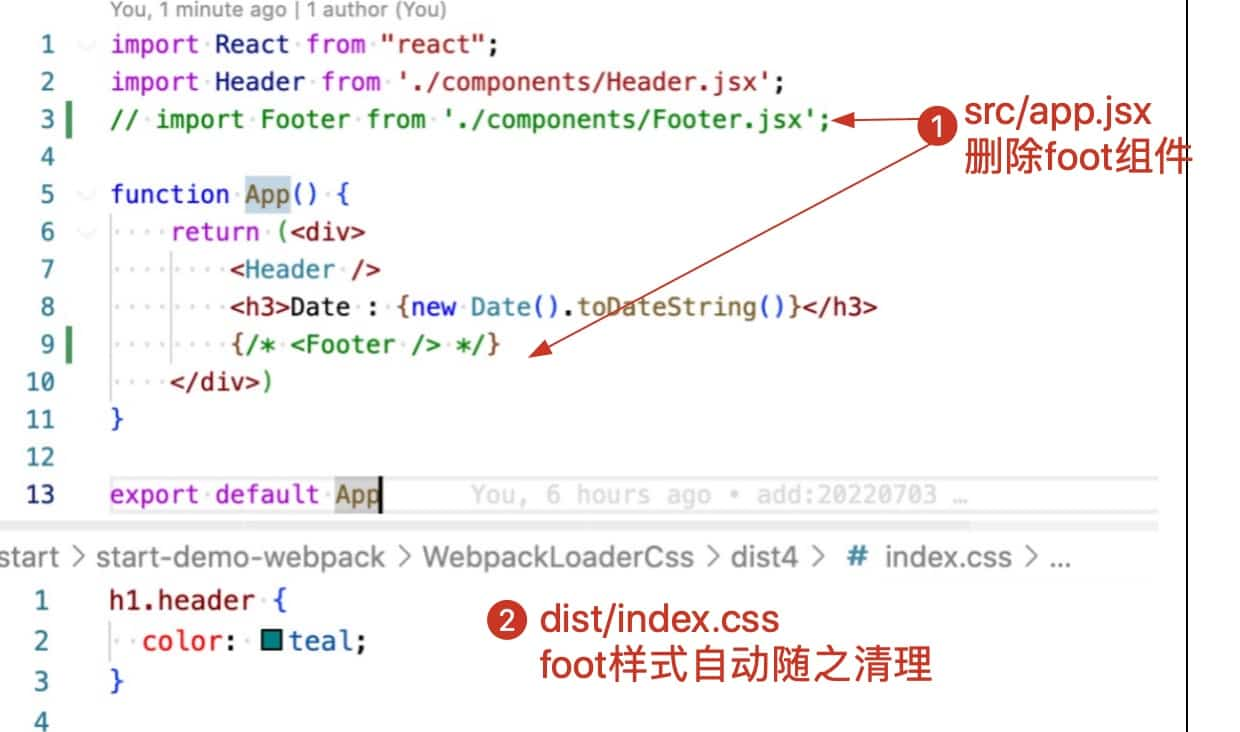 You, 1 minute ago | 1 author (You)
1 import React from "react";
2 import Header from './components/Header.jsx';
3 // import Footer from './components/Footer.jsx';
1 src/app.jsx
删除foot组件
4
5 function App() {
6 return (<div>
7 <Header />
8 <h3>Date : {new Date().toDateString()}</h3>
9 {/* <Footer /> */}
10 </div>)
11 }
12
13 export default App You, 6 hours ago • add:20220703 …
start > start-demo-webpack > WebpackLoaderCss > dist4 > # index.css > ...
1 h1.header {
2 color: teal;
3 }
4
2 dist/index.css
foot样式自动随之清理